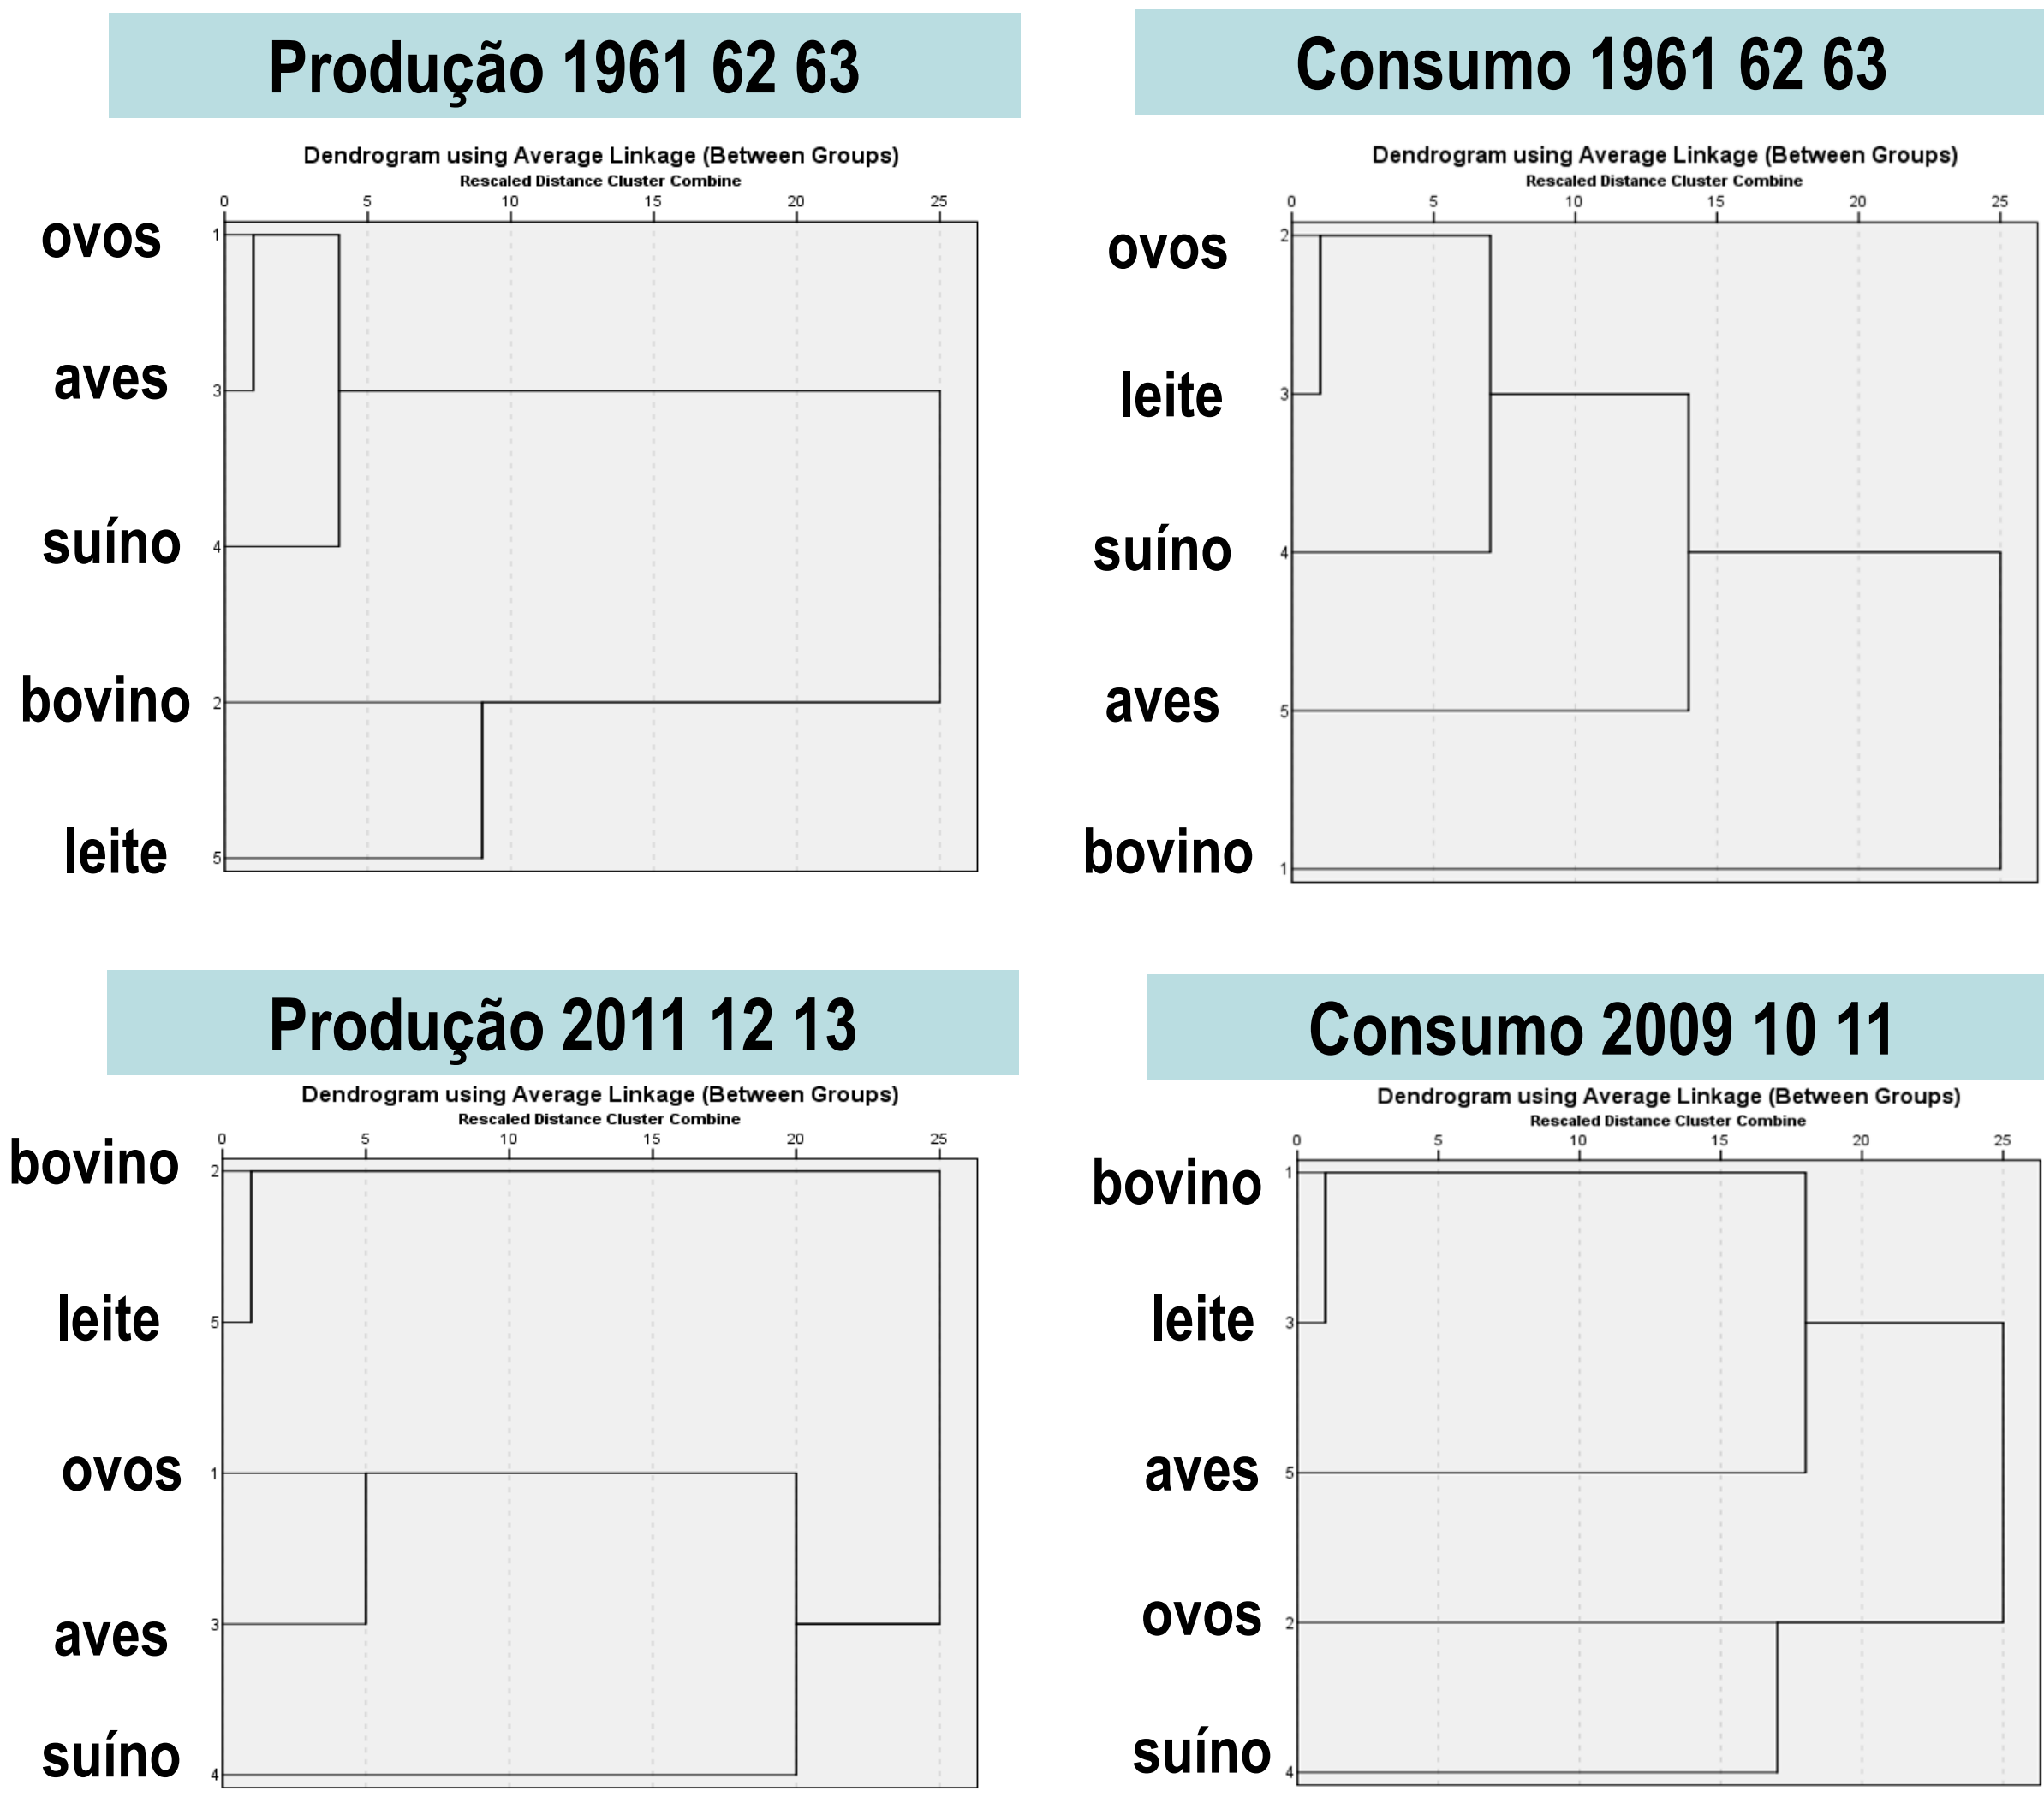 Produção 1961 62 63
Dendrogram using Average Linkage (Between Groups)
Rescaled Distance Cluster Combine
0 5 10 15 20 25
ovos 1
aves 3
suíno 4
bovino 2
leite 5
Consumo 1961 62 63
Dendrogram using Average Linkage (Between Groups)
Rescaled Distance Cluster Combine
0 5 10 15 20 25
ovos 2
leite 3
suíno 4
aves 5
bovino 1
Produção 2011 12 13
Dendrogram using Average Linkage (Between Groups)
Rescaled Distance Cluster Combine
0 5 10 15 20 25
bovino 2
leite 5
ovos 1
aves 3
suíno 4
Consumo 2009 10 11
Dendrogram using Average Linkage (Between Groups)
Rescaled Distance Cluster Combine
0 5 10 15 20 25
bovino 1
leite 3
aves 5
ovos 2
suíno 4